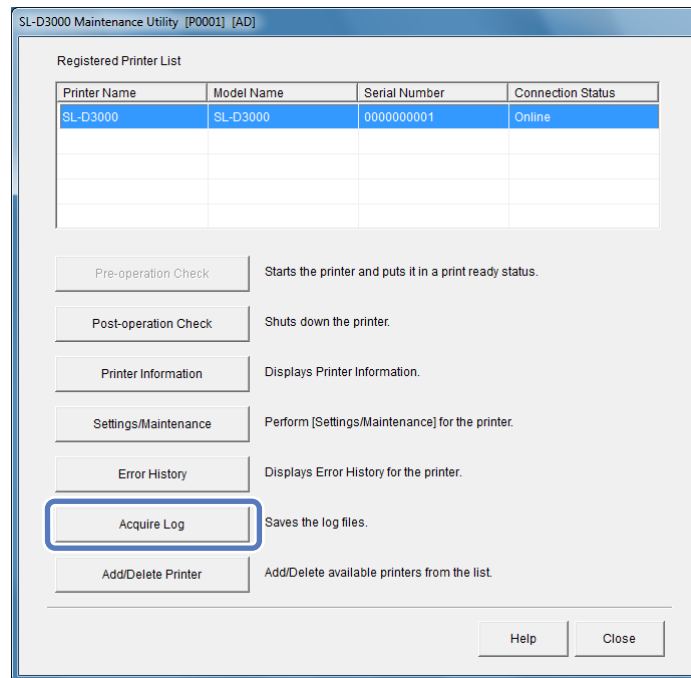 SL-D3000 Maintenance Utility [P0001] [AD]
Registered Printer List
Printer Name Model Name Serial Number Connection Status
SL-D3000 SL-D3000 0000000001 Online
Pre-operation Check Starts the printer and puts it in a print ready status.
Post-operation Check Shuts down the printer.
Printer Information Displays Printer Information.
Settings/Maintenance Perform [Settings/Maintenance] for the printer.
Error History Displays Error History for the printer.
Acquire Log Saves the log files.
Add/Delete Printer Add/Delete available printers from the list.
Help Close